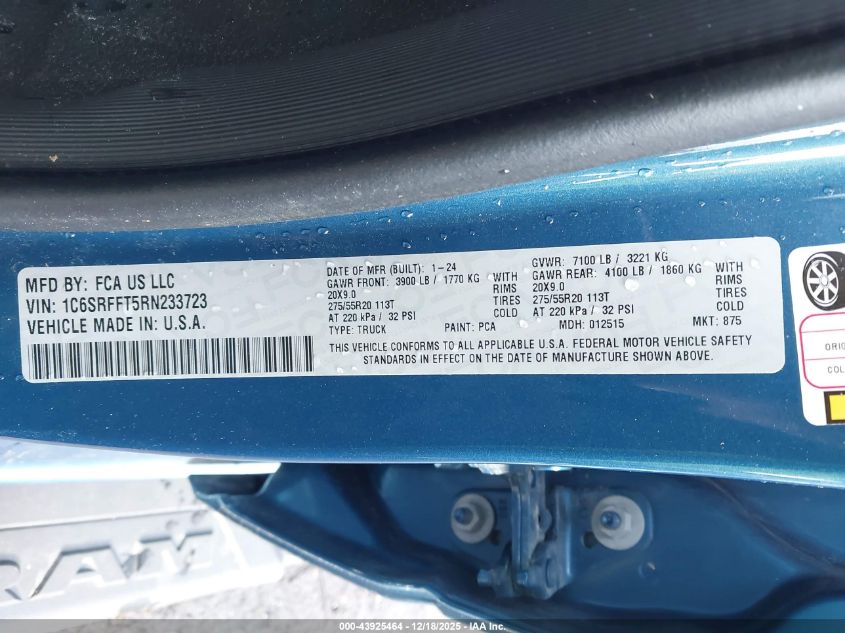 MFD BY: FCA US LLC
VIN: 1C6SRFFT5RN233723
VEHICLE MADE IN: U.S.A.
DATE OF MFR (BUILT): 1-24
GAWR FRONT: 3900 LB / 1770 KG WITH
20X9.0 RIMS
275/55R20 113T TIRES
AT 220 kPa / 32 PSI COLD
TYPE: TRUCK PAINT: PCA
GVWR: 7100 LB / 3221 KG
GAWR REAR: 4100 LB / 1860 KG WITH
20X9.0 RIMS
275/55R20 113T TIRES
AT 220 kPa / 32 PSI COLD
MDH: 012515 MKT: 875
THIS VEHICLE CONFORMS TO ALL APPLICABLE U.S.A. FEDERAL MOTOR VEHICLE SAFETY
STANDARDS IN EFFECT ON THE DATE OF MANUFACTURE SHOWN ABOVE.
RAM
000-43925464 - 12/18/2025 - IAA, Inc.